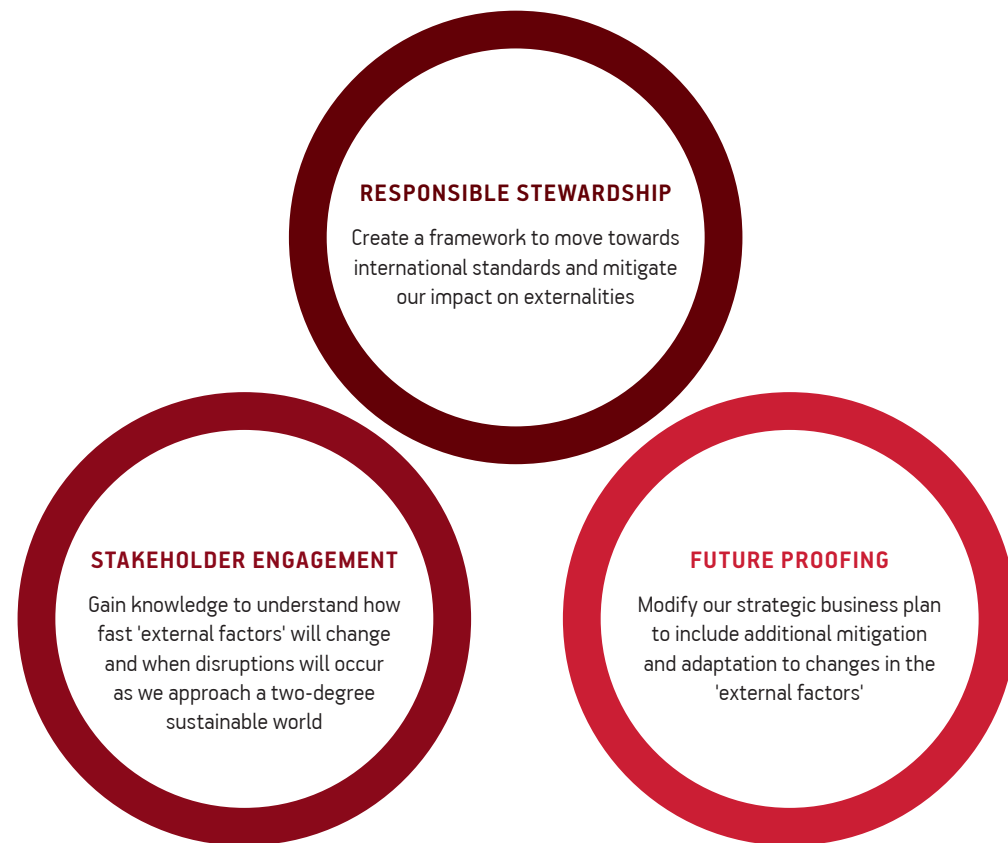 RESPONSIBLE STEWARDSHIP
Create a framework to move towards
international standards and mitigate
our impact on externalities
STAKEHOLDER ENGAGEMENT
Gain knowledge to understand how
fast 'external factors' will change
and when disruptions will occur
as we approach a two-degree
sustainable world
FUTURE PROOFING
Modify our strategic business plan
to include additional mitigation
and adaptation to changes in the
'external factors'